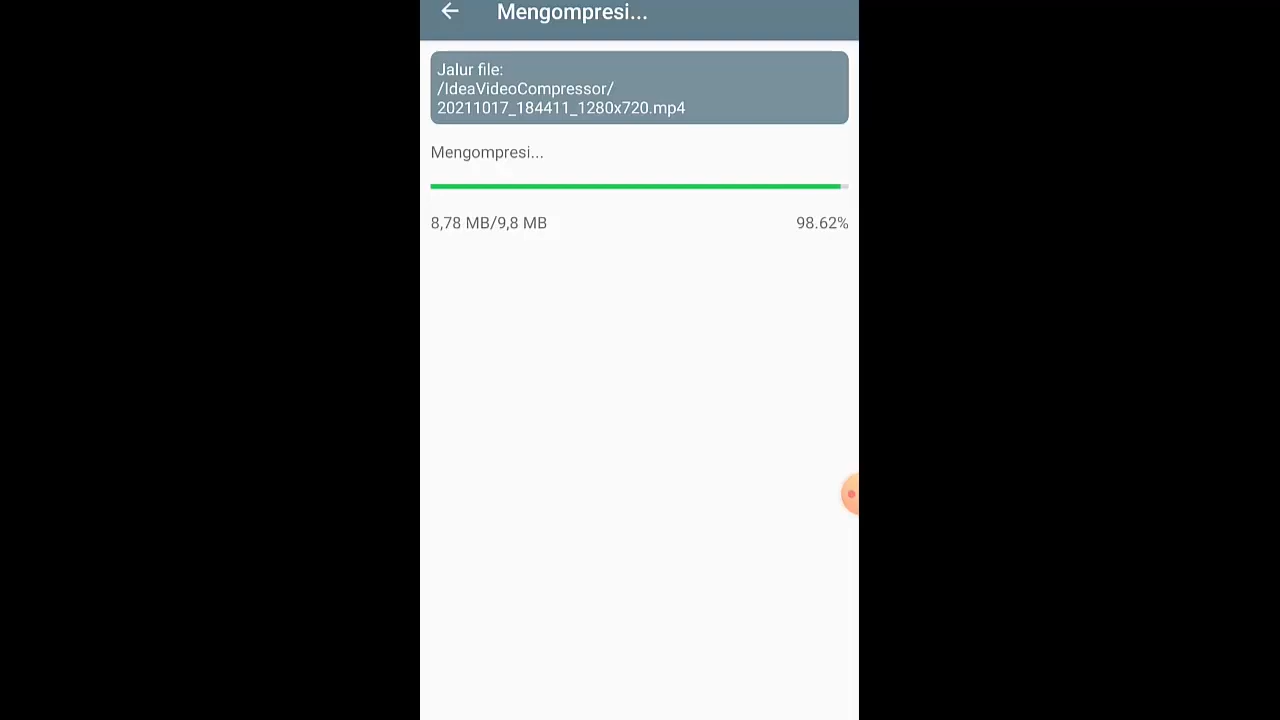 Mengompresi...
Jalur file:
/IdeaVideoCompressor/
20211017_184411_1280x720.mp4
Mengompresi...
8,78 MB/9,8 MB 98.62%